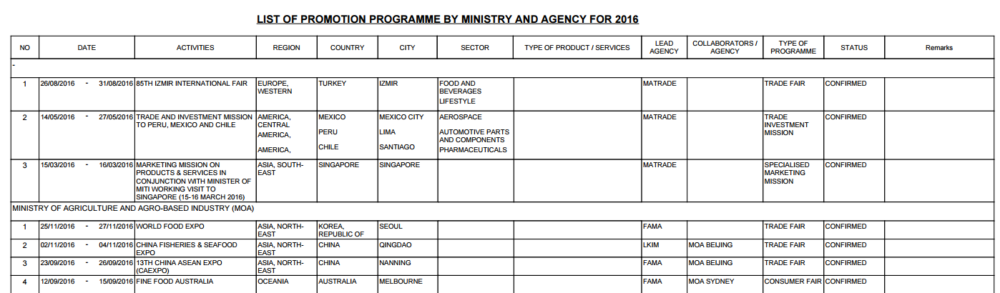 LIST OF PROMOTION PROGRAMME BY MINISTRY AND AGENCY FOR 2016
NO DATE ACTIVITIES REGION COUNTRY CITY SECTOR TYPE OF PRODUCT / SERVICES LEAD AGENCY COLLABORATORS / AGENCY TYPE OF PROGRAMME STATUS Remarks
-
1 26/08/2016 - 31/08/2016 85TH IZMIR INTERNATIONAL FAIR EUROPE, TURKEY IZMIR FOOD AND MATRADE TRADE FAIR CONFIRMED
WESTERN BEVERAGES
LIFESTYLE
2 14/05/2016 - 27/05/2016 TRADE AND INVESTMENT MISSION AMERICA, MEXICO MEXICO CITY AEROSPACE MATRADE TRADE CONFIRMED
TO PERU, MEXICO AND CHILE CENTRAL INVESTMENT
AMERICA, PERU LIMA AUTOMOTIVE PARTS MISSION
AND COMPONENTS
AMERICA, CHILE SANTIAGO PHARMACEUTICALS
3 15/03/2016 - 16/03/2016 MARKETING MISSION ON ASIA, SOUTH- SINGAPORE SINGAPORE MATRADE SPECIALISED CONFIRMED
PRODUCTS & SERVICES IN EAST MARKETING
CONJUNCTION WITH MINISTER OF MISSION
MITI WORKING VISIT TO
SINGAPORE (15-16 MARCH 2016)
MINISTRY OF AGRICULTURE AND AGRO-BASED INDUSTRY (MOA)
1 25/11/2016 - 27/11/2016 WORLD FOOD EXPO ASIA, NORTH- KOREA, SEOUL FAMA TRADE FAIR CONFIRMED
EAST REPUBLIC OF
2 02/11/2016 - 04/11/2016 CHINA FISHERIES & SEAFOOD ASIA, NORTH- CHINA QINGDAO LKIM MOA BEIJING TRADE FAIR CONFIRMED
EXPO EAST
3 23/09/2016 - 26/09/2016 13TH CHINA ASEAN EXPO ASIA, NORTH- CHINA NANNING FAMA MOA BEIJING TRADE FAIR CONFIRMED
(CAEXPO) EAST
4 12/09/2016 - 15/09/2016 FINE FOOD AUSTRALIA OCEANIA AUSTRALIA MELBOURNE FAMA MOA SYDNEY CONSUMER FAIR CONFIRMED